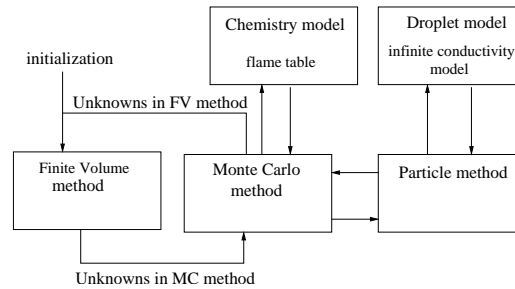 Chemistry model
flame table
Droplet model
infinite conductivity
model
initialization
Unknowns in FV method
Finite Volume
method
Monte Carlo
method
Particle method
Unknowns in MC method